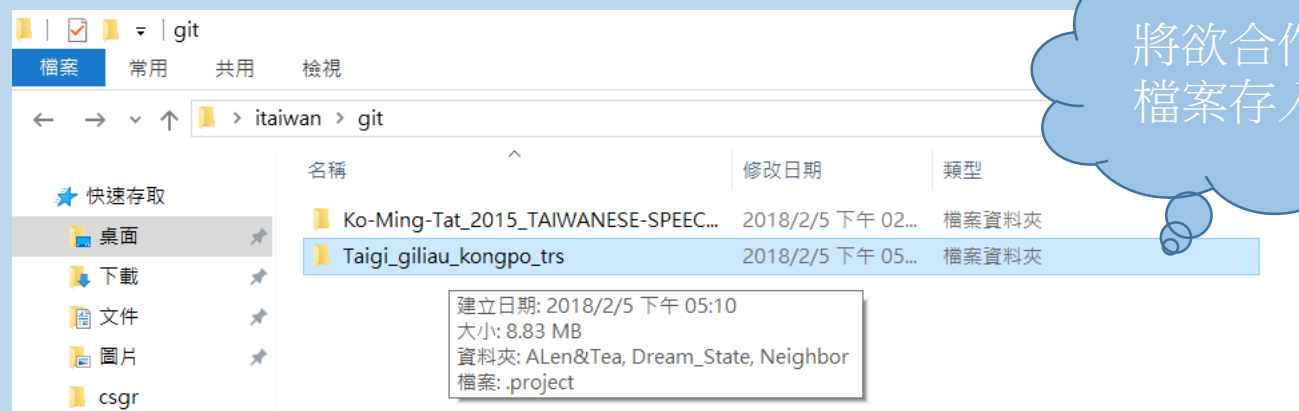 git
檔案 常用 共用 檢視
itaiwan > git
名稱 修改日期 類型
快速存取
桌面
下載
文件
圖片
csgr
Ko-Ming-Tat_2015_TAIWANESE-SPEEC... 2018/2/5 下午 02... 檔案資料夾
Taigi_giliau_kongpo_trs 2018/2/5 下午 05... 檔案資料夾
建立日期: 2018/2/5 下午 05:10
大小: 8.83 MB
資料夾: ALen&Tea, Dream_State, Neighbor
檔案: .project
將欲合
檔案存